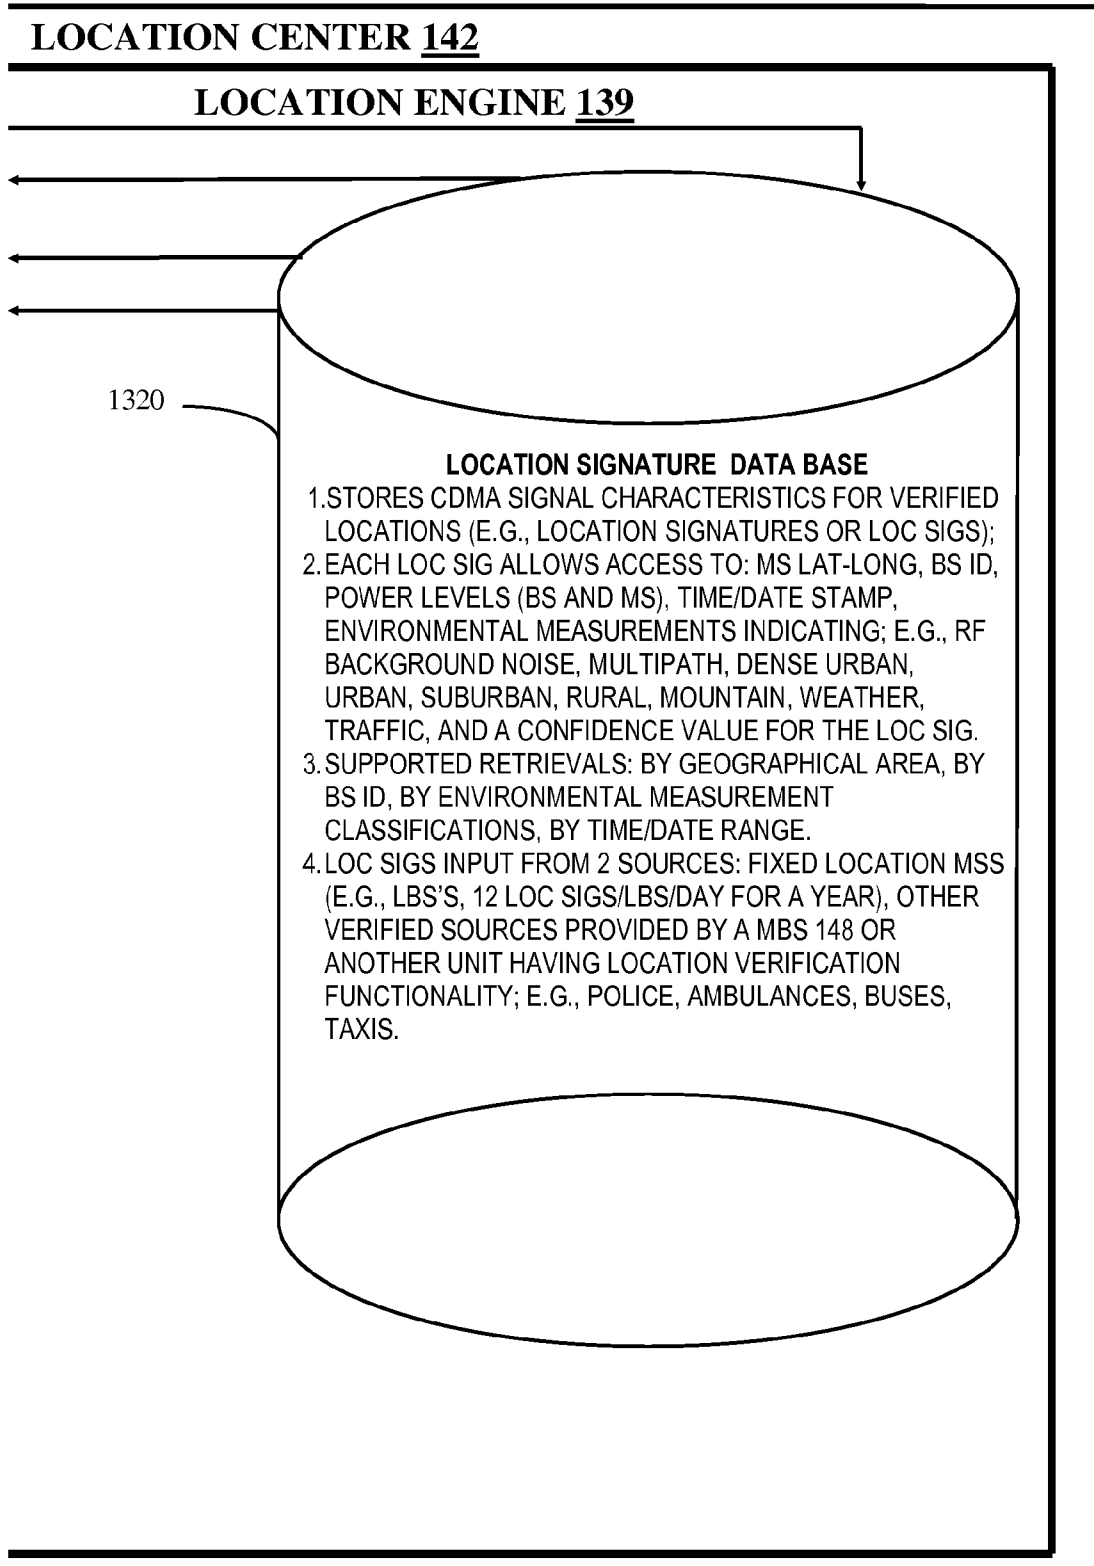 LOCATION CENTER 142
LOCATION ENGINE 139
1320
LOCATION SIGNATURE DATA BASE
1.STORES CDMA SIGNAL CHARACTERISTICS FOR VERIFIED
LOCATIONS (E.G., LOCATION SIGNATURES OR LOC SIGS);
2. EACH LOC SIG ALLOWS ACCESS TO: MS LAT-LONG, BS ID,
POWER LEVELS (BS AND MS), TIME/DATE STAMP,
ENVIRONMENTAL MEASUREMENTS INDICATING; E.G., RF
BACKGROUND NOISE, MULTIPATH, DENSE URBAN,
URBAN, SUBURBAN, RURAL, MOUNTAIN, WEATHER,
TRAFFIC, AND A CONFIDENCE VALUE FOR THE LOC SIG.
3. SUPPORTED RETRIEVALS: BY GEOGRAPHICAL AREA, BY
BS ID, BY ENVIRONMENTAL MEASUREMENT
CLASSIFICATIONS, BY TIME/DATE RANGE.
4. LOC SIGS INPUT FROM 2 SOURCES: FIXED LOCATION MSS
(E.G., LBS'S, 12 LOC SIGS/LBS/DAY FOR A YEAR), OTHER
VERIFIED SOURCES PROVIDED BY A MBS 148 OR
ANOTHER UNIT HAVING LOCATION VERIFICATION
FUNCTIONALITY; E.G., POLICE, AMBULANCES, BUSES,
TAXIS.